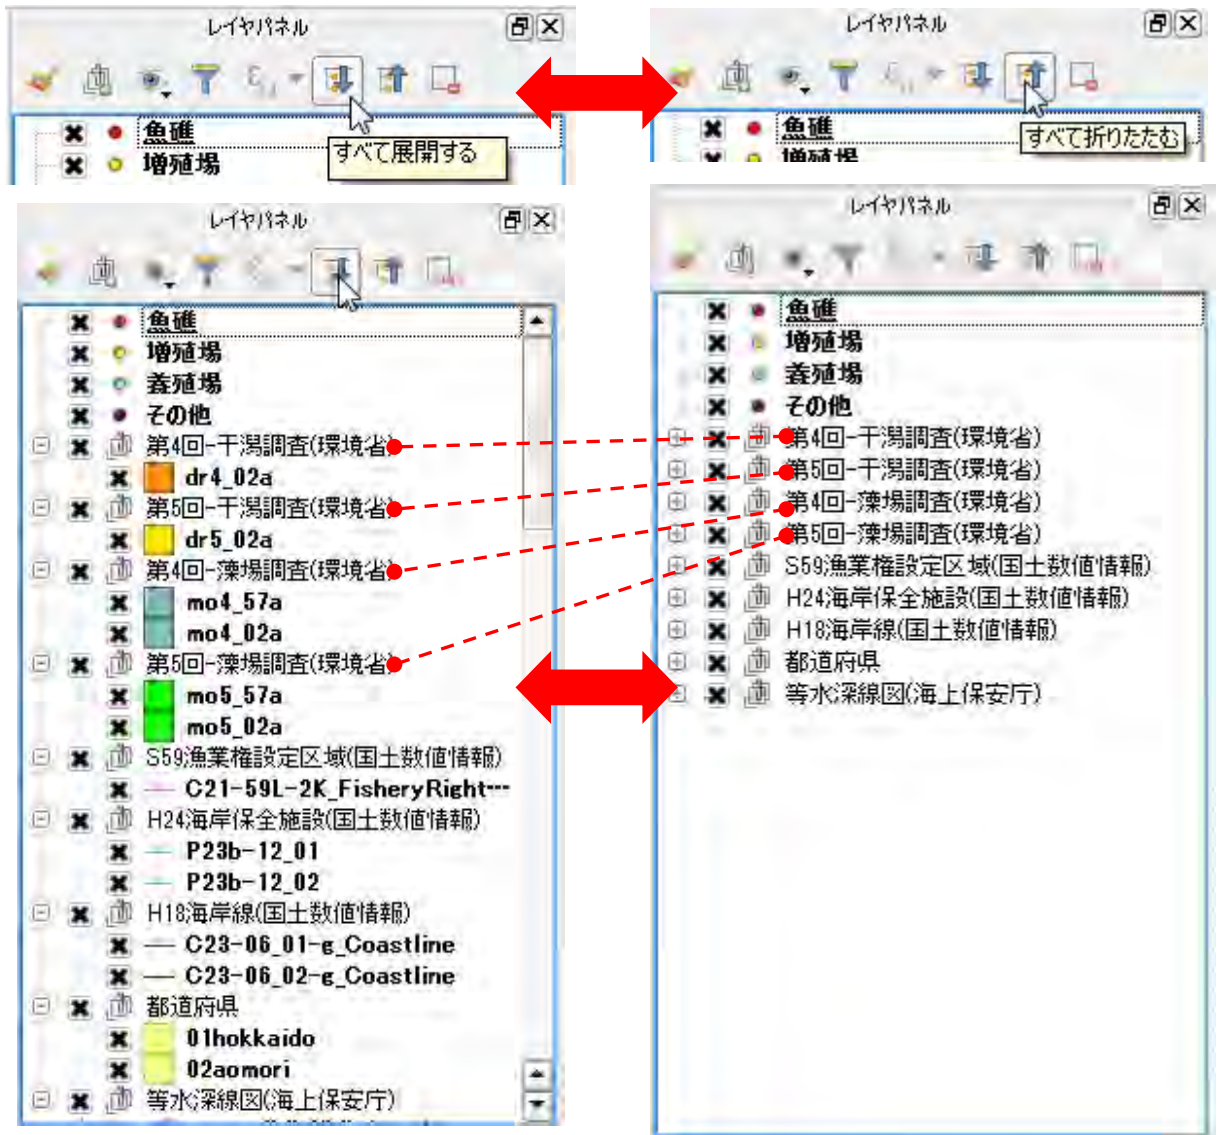 レイヤパネル
魚礁
増殖場
すべて展開する
レイヤパネル
魚礁
増殖場
すべて折りたたむ
レイヤパネル
魚礁
増殖場
養殖場
その他
第4回-干潟調査(環境省)
dr4_02a
第5回-干潟調査(環境省)
dr5_02a
第4回-藻場調査(環境省)
mo4_57a
mo4_02a
第5回-藻場調査(環境省)
mo5_57a
mo5_02a
S59漁業権設定区域(国土数値情報)
C21-59L-2K_FisheryRight…
H24海岸保全施設(国土数値情報)
P23b-12_01
P23b-12_02
H18海岸線(国土数値情報)
C23-06_01-g_Coastline
C23-06_02-g_Coastline
都道府県
01hokkaido
02aomori
等水深線図(海上保安庁)
レイヤパネル
魚礁
増殖場
養殖場
その他
第4回-干潟調査(環境省)
第5回-干潟調査(環境省)
第4回-藻場調査(環境省)
第5回-藻場調査(環境省)
S59漁業権設定区域(国土数値情報)
H24海岸保全施設(国土数値情報)
H18海岸線(国土数値情報)
都道府県
等水深線図(海上保安庁)